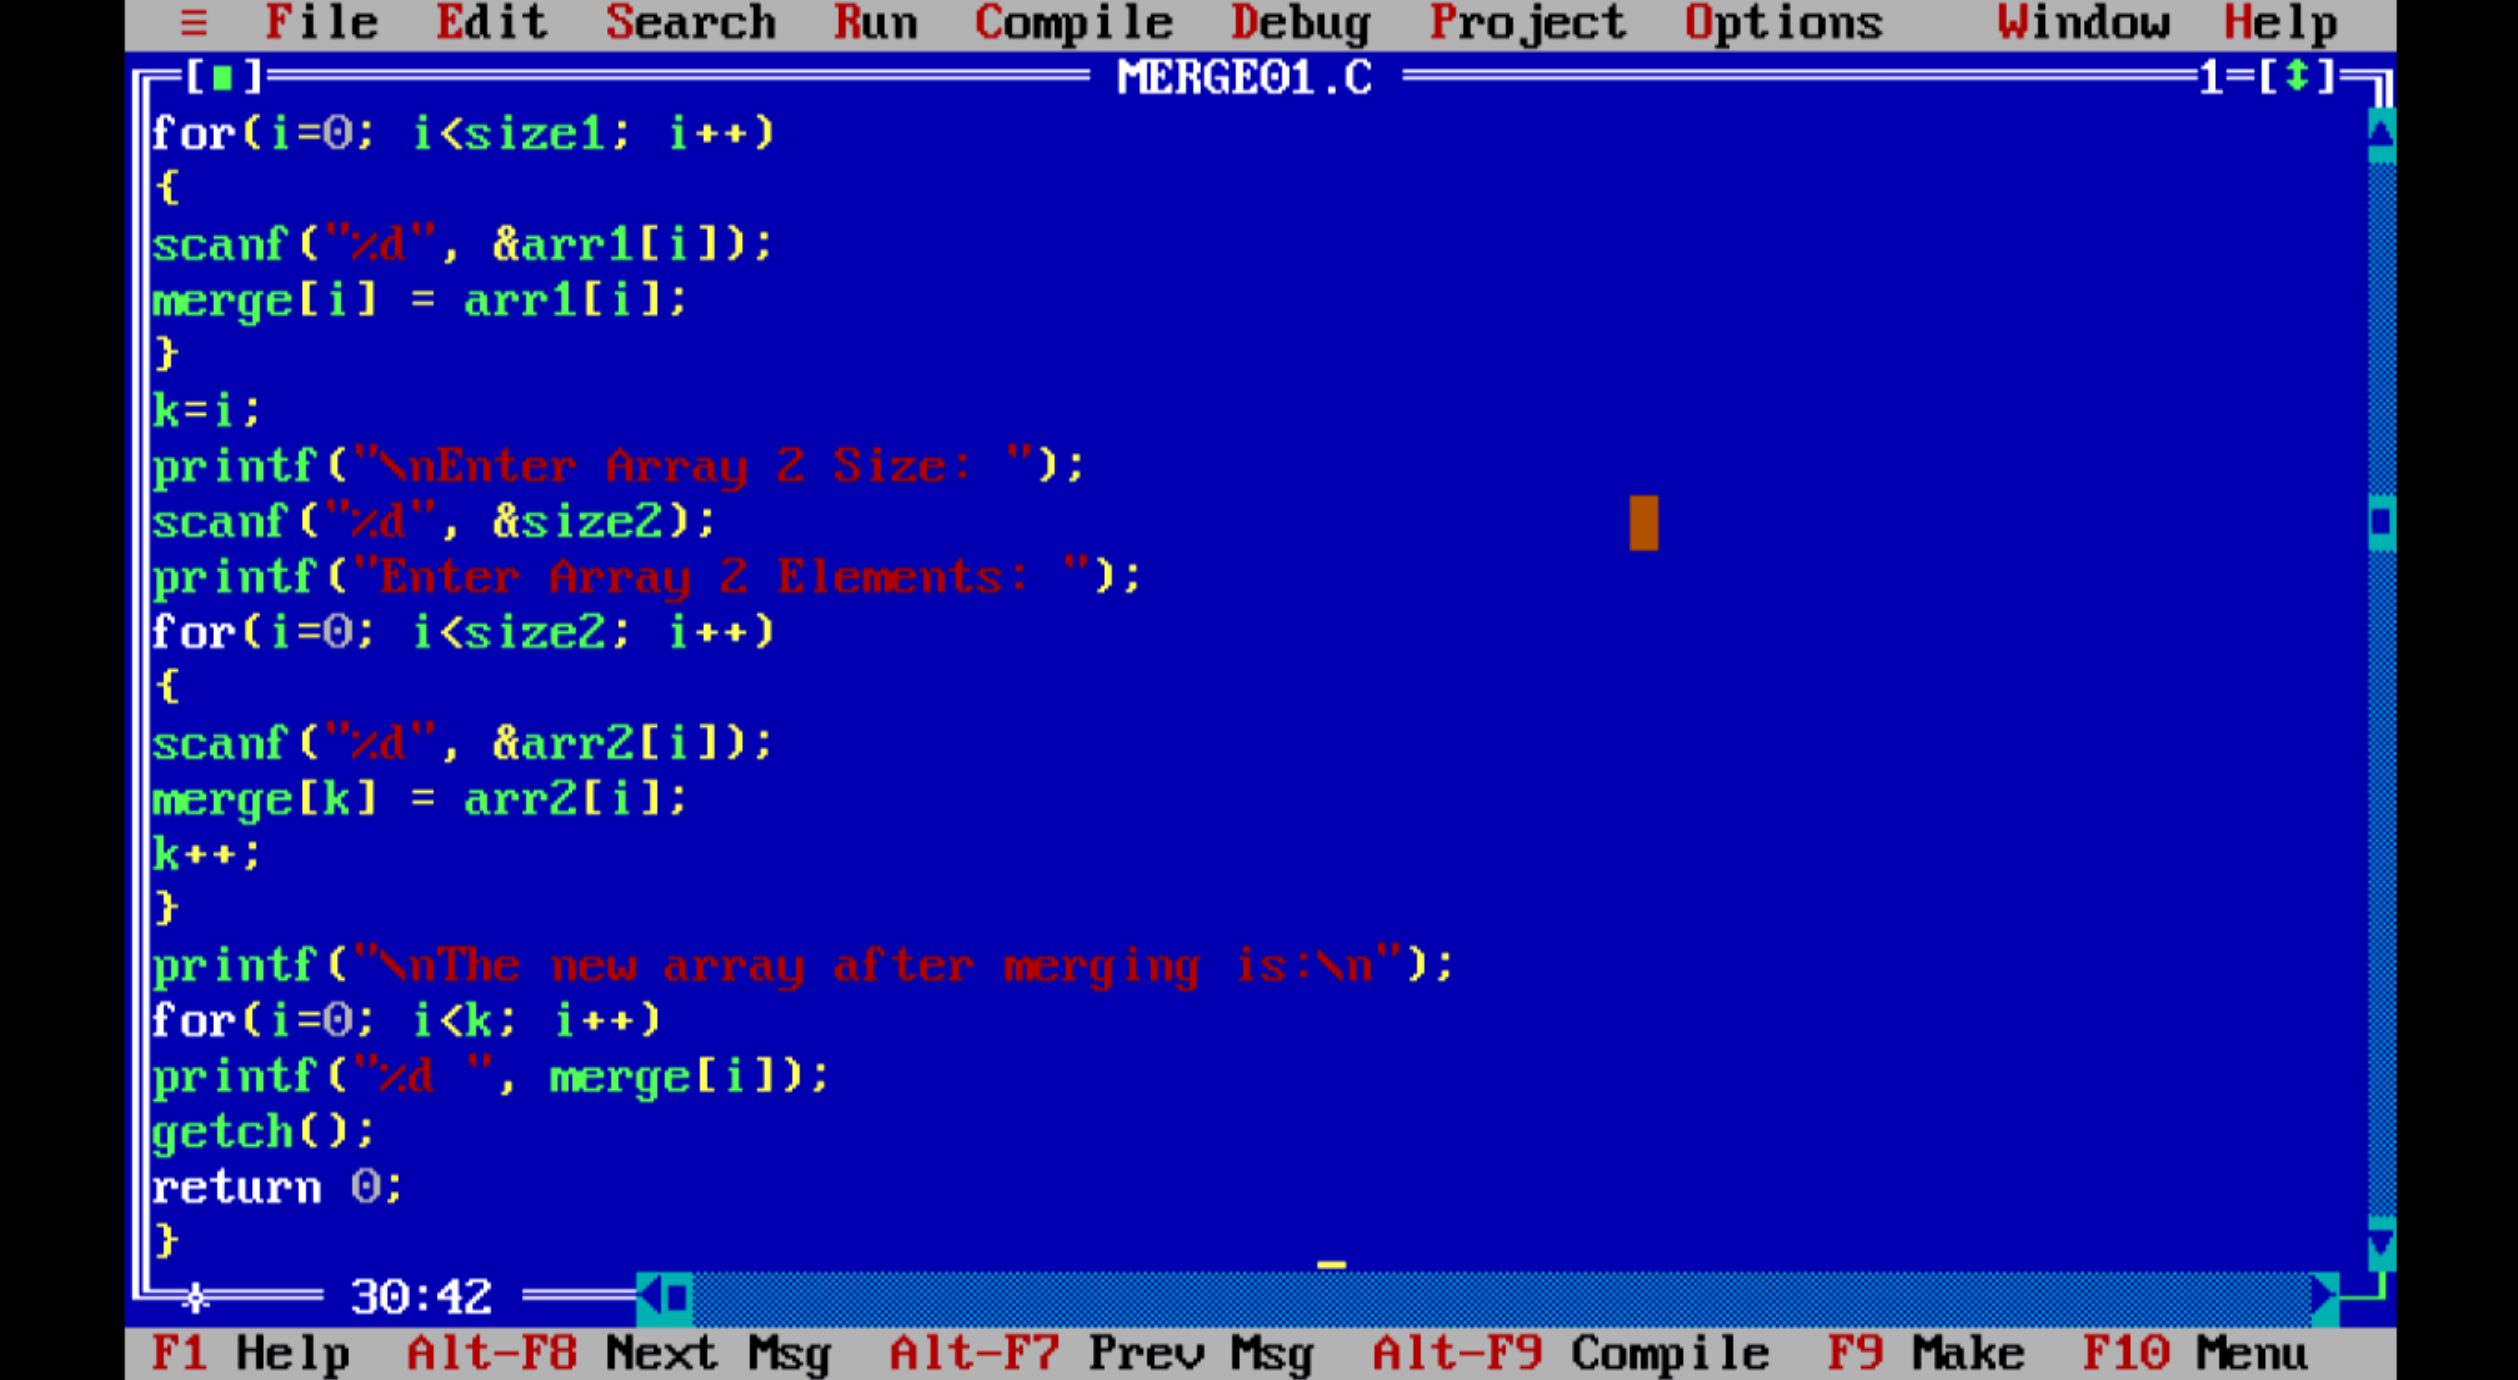 ≡ File Edit Search Run Compile Debug Project Options Window Help
[■] MERGE01.C 1=[↕]
for(i=0; i<size1; i++)
{
scanf("%d", &arr1[i]);
merge[i] = arr1[i];
}
k=i;
printf("\nEnter Array 2 Size: ");
scanf("%d", &size2);
printf("Enter Array 2 Elements: ");
for(i=0; i<size2; i++)
{
scanf("%d", &arr2[i]);
merge[k] = arr2[i];
k++;
}
printf("\nThe new array after merging is:\n");
for(i=0; i<k; i++)
printf("%d ", merge[i]);
getch();
return 0;
}
30:42
F1 Help Alt-F8 Next Msg Alt-F7 Prev Msg Alt-F9 Compile F9 Make F10 Menu